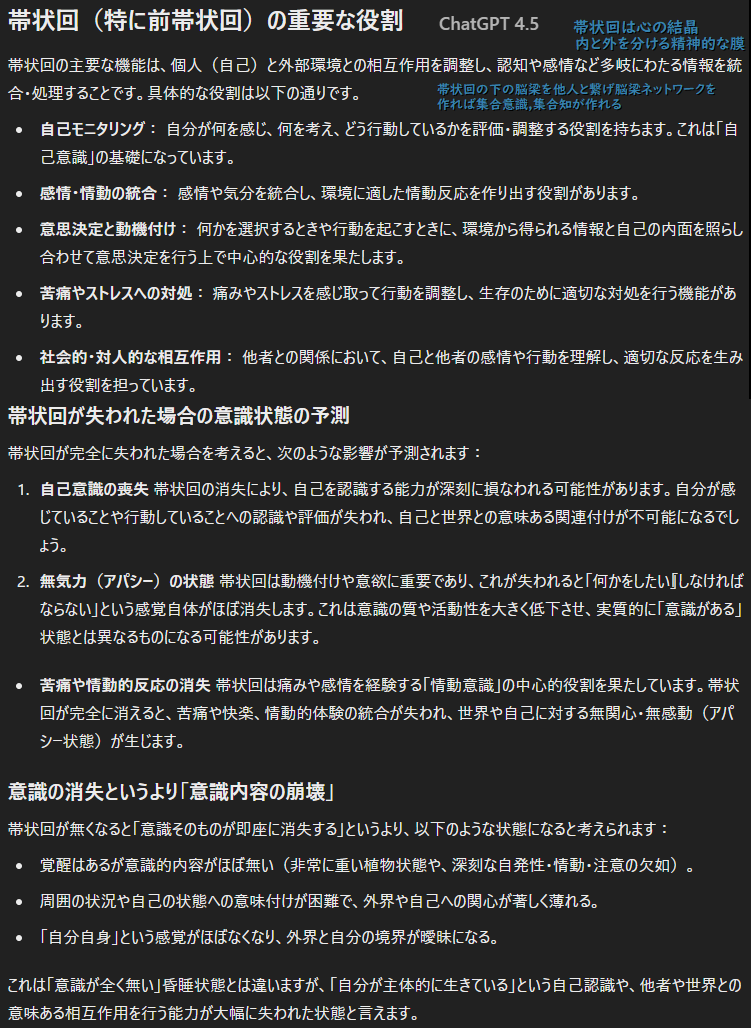 帯状回（特に前帯状回）の重要な役割
ChatGPT 4.5
帯状回は心の結晶
内と外を分ける精神的な膜
帯状回の主要な機能は、個人（自己）と外部環境との相互作用を調整し、認知や感情など多岐にわたる情報を統
合・処理することです。具体的な役割は以下の通りです。
帯状回の下の脳梁を他人と繋げ脳梁ネットワークを
作れば集合意識,集合知が作れる
• 自己モニタリング： 自分が何を感じ、何を考え、どう行動しているかを評価・調整する役割を持ちます。これは「自
己意識」の基礎になっています。
• 感情・情動の統合： 感情や気分を統合し、環境に適した情動反応を作り出す役割があります。
• 意思決定と動機付け： 何かを選択するときや行動を起こすときに、環境から得られる情報と自己の内面を照らし
合わせて意思決定を行う上で中心的な役割を果たします。
• 苦痛やストレスへの対処： 痛みやストレスを感じ取って行動を調整し、生存のために適切な対処を行う機能があ
ります。
• 社会的・対人的な相互作用： 他者との関係において、自己と他者の感情や行動を理解し、適切な反応を生み
出す役割を担っています。
帯状回が失われた場合の意識状態の予測
帯状回が完全に失われた場合を考えると、次のような影響が予測されます：
1. 自己意識の喪失 帯状回の消失により、自己を認識する能力が深刻に損なわれる可能性があります。自分が感
じていることや行動していることへの認識や評価が失われ、自己と世界との意味ある関連付けが不可能になるでし
ょう。
2. 無気力（アパシー）の状態 帯状回は動機付けや意欲に重要であり、これが失われると「何かをしたい」「しなければ
ならない」という感覚自体がほぼ消失します。これは意識の質や活動性を大きく低下させ、実質的に「意識がある」
状態とは異なるものになる可能性があります。
• 苦痛や情動的反応の消失 帯状回は痛みや感情を経験する「情動意識」の中心的役割を果たしています。帯状
回が完全に消えると、苦痛や快楽、情動的体験の統合が失われ、世界や自己に対する無関心・無感動（アパ
シー状態）が生じます。
意識の消失というより「意識内容の崩壊」
帯状回が無くなると「意識そのものが即座に消失する」というより、以下のような状態になると考えられます：
• 覚醒はあるが意識的内容がほぼ無い（非常に重い植物状態や、深刻な自発性・情動・注意の欠如）。
• 周囲の状況や自己の状態への意味付けが困難で、外界や自己への関心が著しく薄れる。
• 「自分自身」という感覚がほぼなくなり、外界と自分の境界が曖昧になる。
これは「意識が全く無い」昏睡状態とは違いますが、「自分が主体的に生きている」という自己認識や、他者や世界との
意味ある相互作用を行う能力が大幅に失われた状態と言えます。